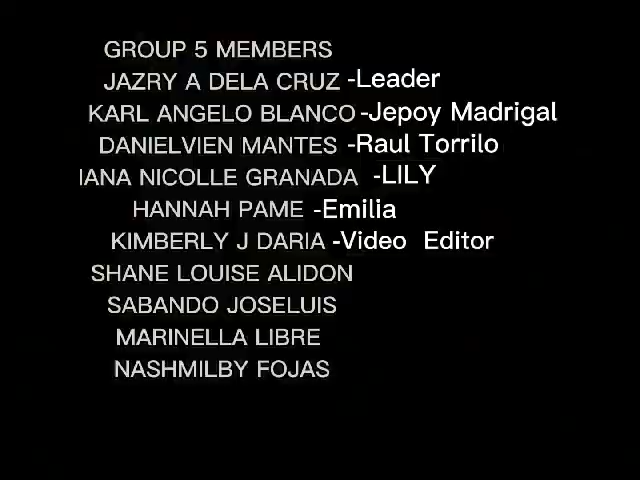 GROUP 5 MEMBERS
JAZRY A DELA CRUZ -Leader
KARL ANGELO BLANCO -Jepoy Madrigal
DANIELVIEN MANTES -Raul Torrilo
IANA NICOLLE GRANADA -LILY
HANNAH PAME -Emilia
KIMBERLY J DARIA -Video Editor
SHANE LOUISE ALIDON
SABANDO JOSELUIS
MARINELLA LIBRE
NASHMILBY FOJAS